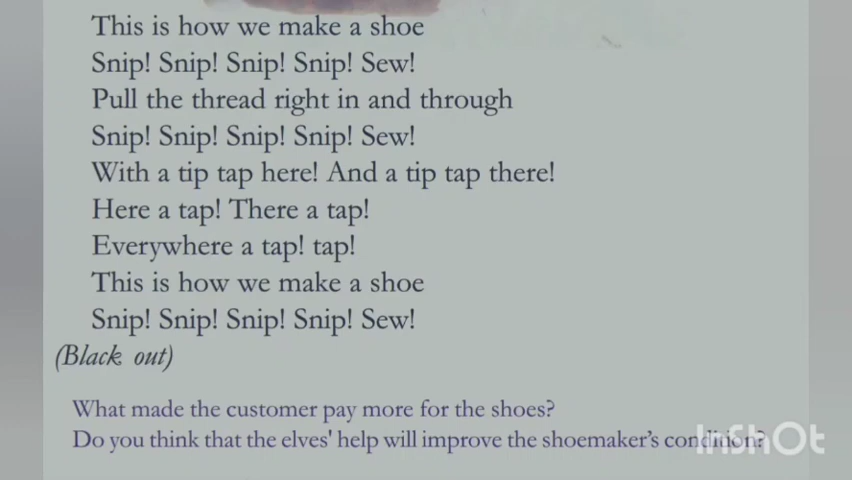 This is how we make a shoe
Snip! Snip! Snip! Snip! Sew!
Pull the thread right in and through
Snip! Snip! Snip! Snip! Sew!
With a tip tap here! And a tip tap there!
Here a tap! There a tap!
Everywhere a tap! tap!
This is how we make a shoe
Snip! Snip! Snip! Snip! Sew!
(Black out)
What made the customer pay more for the shoes?
Do you think that the elves' help will improve the shoemaker's condition?
InShOt